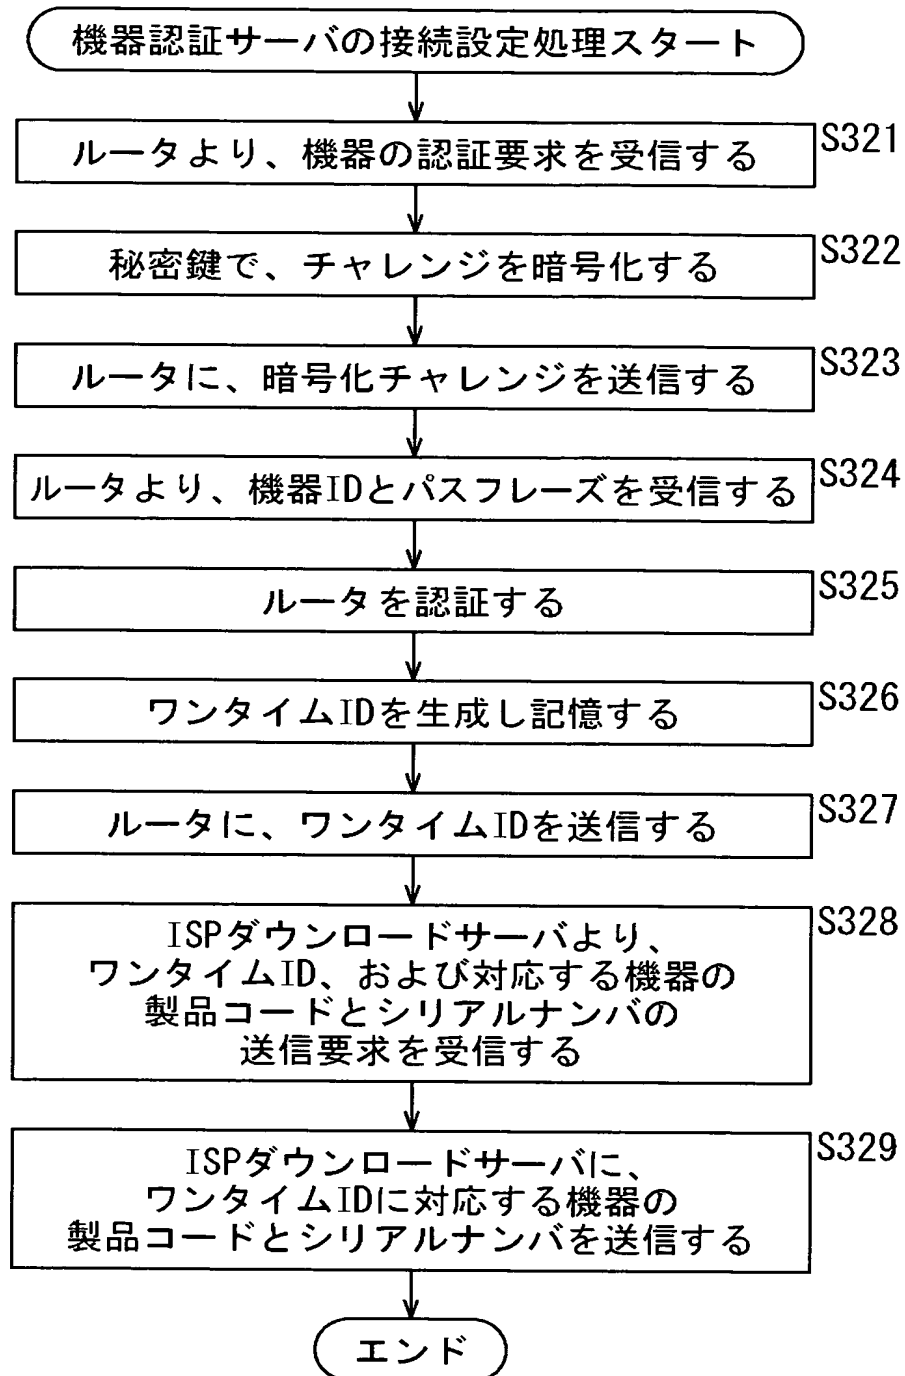 機器認証サーバの接続設定処理スタート
S321
ルータより、機器の認証要求を受信する
S322
秘密鍵で、チャレンジを暗号化する
S323
ルータに、暗号化チャレンジを送信する
S324
ルータより、機器IDとパスフレーズを受信する
S325
ルータを認証する
S326
ワンタイムIDを生成し記憶する
S327
ルータに、ワンタイムIDを送信する
S328
ISPダウンロードサーバより、
ワンタイムID、および対応する機器の
製品コードとシリアルナンバの
送信要求を受信する
S329
ISPダウンロードサーバに、
ワンタイムIDに対応する機器の
製品コードとシリアルナンバを送信する
エンド